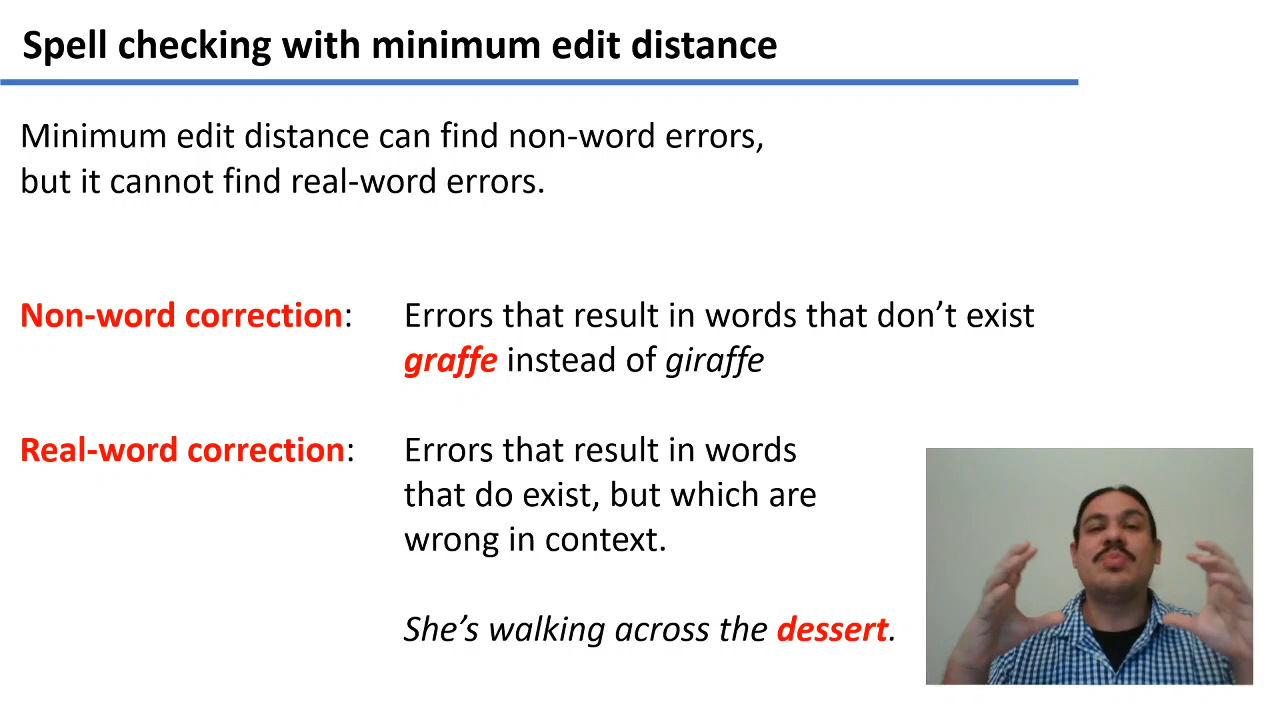 Spell checking with minimum edit distance
Minimum edit distance can find non-word errors,
but it cannot find real-word errors.
Non-word correction: Errors that result in words that don’t exist
graffe instead of giraffe
Real-word correction: Errors that result in words
that do exist, but which are
wrong in context.
She’s walking across the dessert.